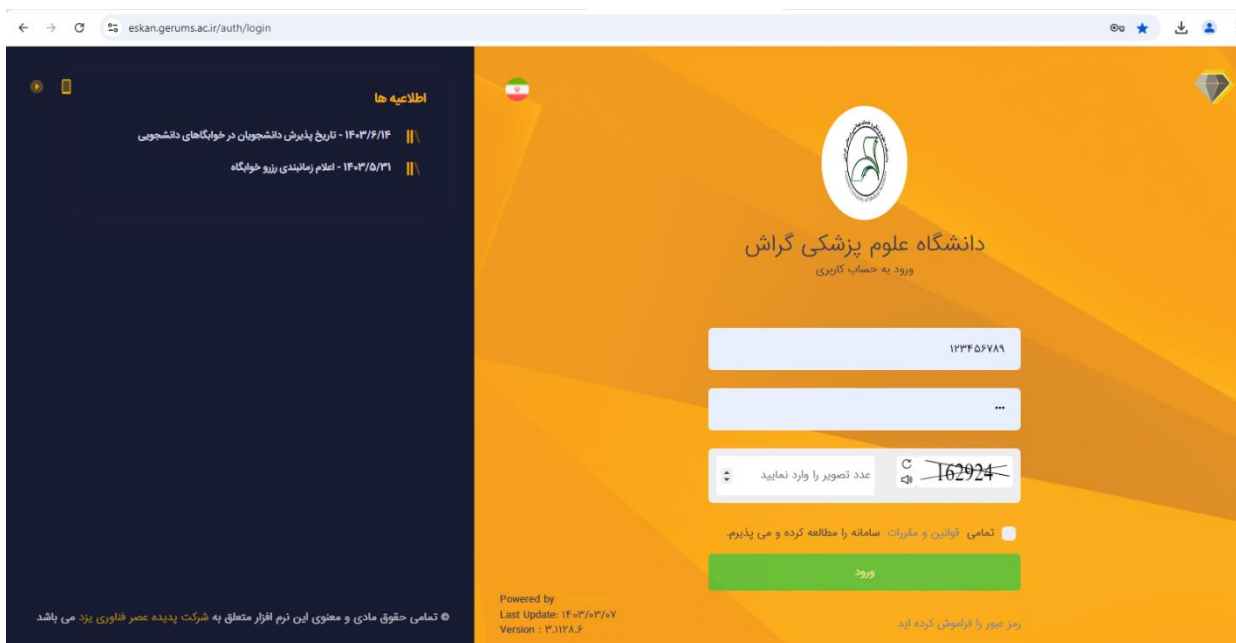 eskan.gerums.ac.ir/auth/login
اطلاعیه ها
۱۴۰۳/۶/۱۴ - تاریخ پذیرش دانشجویان در خوابگاهای دانشجویی
۱۴۰۳/۵/۳۱ - اعلام زمانبندی رزرو خوابگاه
دانشگاه علوم پزشکی گراش
ورود به حساب کاربری
۱۲۳۴۵۶۷۸۹
•••
162924
عدد تصویر را وارد نمایید
تمامی قوانین و مقررات سامانه را مطالعه کرده و می پذیرم.
ورود
رمز عبور را فراموش کرده اید
Powered by
Last Update: ۱۴۰۳/۰۳/۰۷
Version : ۳.۱۱۲۸.۶
© تمامی حقوق مادی و معنوی این نرم افزار متعلق به شرکت پدیده عصر فناوری یزد می باشد